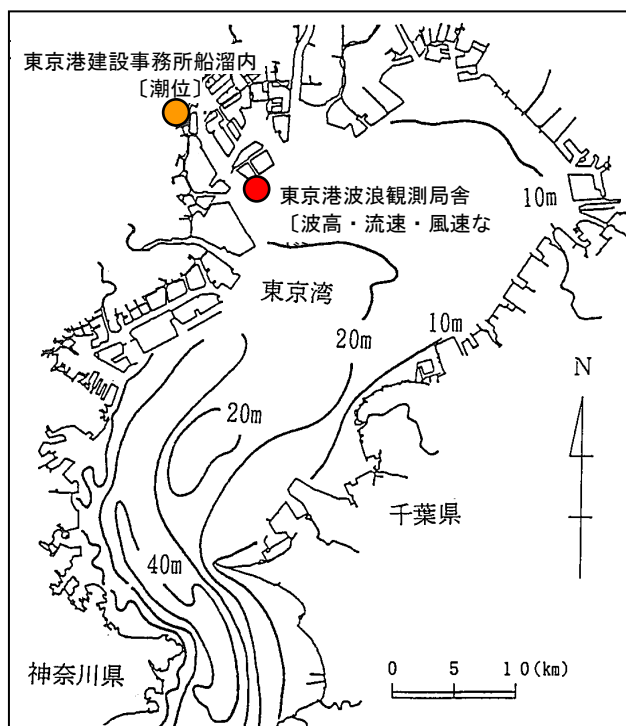 東京港建設事務所船溜内
〔潮位〕
東京港波浪観測局舎
〔波高・流速・風速な
10m
東京湾
20m
10m
N
20m
千葉県
40m
神奈川県
0 5 10(km)